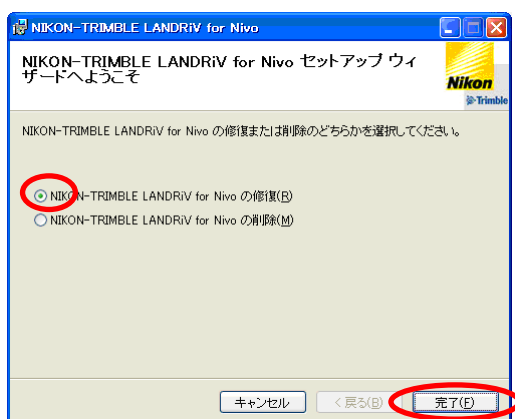 NIKON-TRIMBLE LANDRiV for Nivo
NIKON-TRIMBLE LANDRiV for Nivo セットアップ ウィ
ザードへようこそ
Nikon
Trimble
NIKON-TRIMBLE LANDRiV for Nivo の修復または削除のどちらかを選択してください。
NIKON-TRIMBLE LANDRiV for Nivo の修復(R)
NIKON-TRIMBLE LANDRiV for Nivo の削除(M)
キャンセル
< 戻る(B)
完了(F)